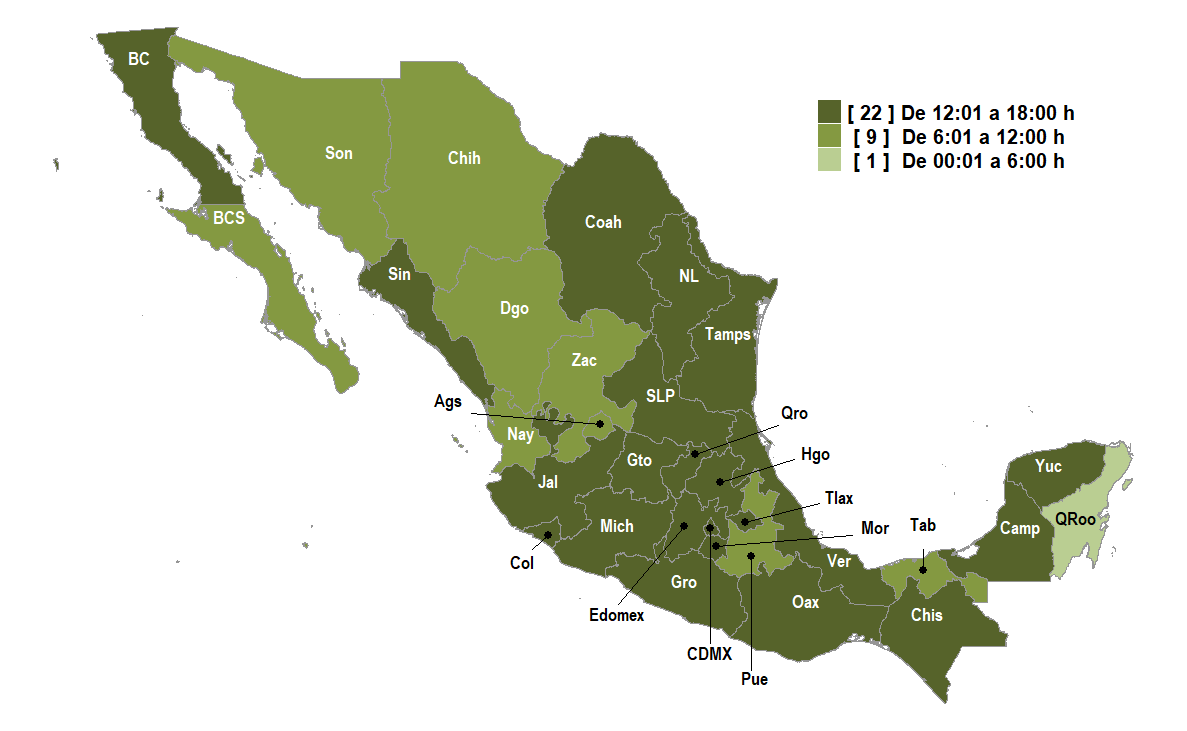 BC
[ 22 ] De 12:01 a 18:00 h
[ 9 ] De 6:01 a 12:00 h
[ 1 ] De 00:01 a 6:00 h
Son
Chih
BCS
Coah
Sin
NL
Dgo
Tamps
Zac
SLP
Ags
Qro
Nay
Hgo
Gto
Yuc
Jal
Tlax
QRoo
Mich
Mor
Tab
Camp
Col
Ver
Gro
Oax
Edomex
Chis
CDMX
Pue